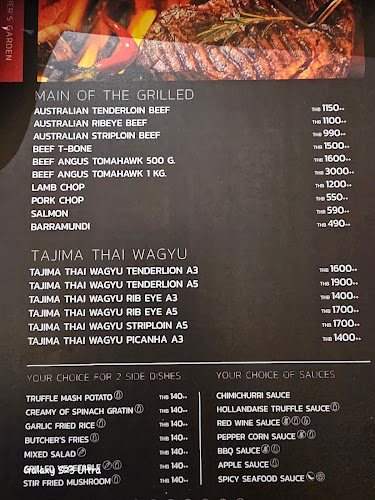 ER'S GARDEN
MAIN OF THE GRILLED
AUSTRALIAN TENDERLOIN BEEF THB 1150++
AUSTRALIAN RIBEYE BEEF THB 1100++
AUSTRALIAN STRIPLOIN BEEF THB 990++
BEEF T-BONE THB 1500++
BEEF ANGUS TOMAHAWK 500 G. THB 1600++
BEEF ANGUS TOMAHAWK 1 KG. THB 3000++
LAMB CHOP THB 1200++
PORK CHOP THB 550++
SALMON THB 590++
BARRAMUNDI THB 490++
TAJIMA THAI WAGYU
TAJIMA THAI WAGYU TENDERLION A3 THB 1600++
TAJIMA THAI WAGYU TENDERLION A5 THB 1900++
TAJIMA THAI WAGYU RIB EYE A3 THB 1400++
TAJIMA THAI WAGYU RIB EYE A5 THB 1700++
TAJIMA THAI WAGYU STRIPLOIN A5 THB 1700++
TAJIMA THAI WAGYU PICANHA A3 THB 1400++
YOUR CHOICE FOR 2 SIDE DISHES
TRUFFLE MASH POTATO THB 140++
CREAMY OF SPINACH GRATIN THB 140++
GARLIC FRIED RICE THB 140++
BUTCHER'S FRIES THB 140++
MIXED SALAD THB 140++
GRILLED VEGETABLE THB 140++
STIR FRIED MUSHROOM THB 140++
YOUR CHOICE OF SAUCES
CHIMICHURRI SAUCE
HOLLANDAISE TRUFFLE SAUCE
RED WINE SAUCE
PEPPER CORN SAUCE
BBQ SAUCE
APPLE SAUCE
SPICY SEAFOOD SAUCE
Galaxy S23 Ultra